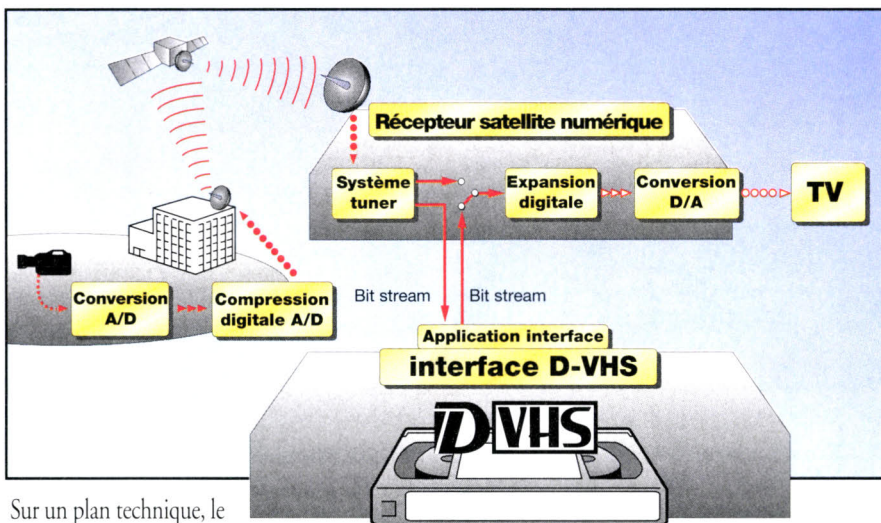 Récepteur satellite numérique
Système
tuner
Expansion
digitale
Conversion
D/A
TV
Conversion
A/D
Compression
digitale A/D
Bit stream
Bit stream
Application interface
interface D-VHS
D VHS
Sur un plan technique, le